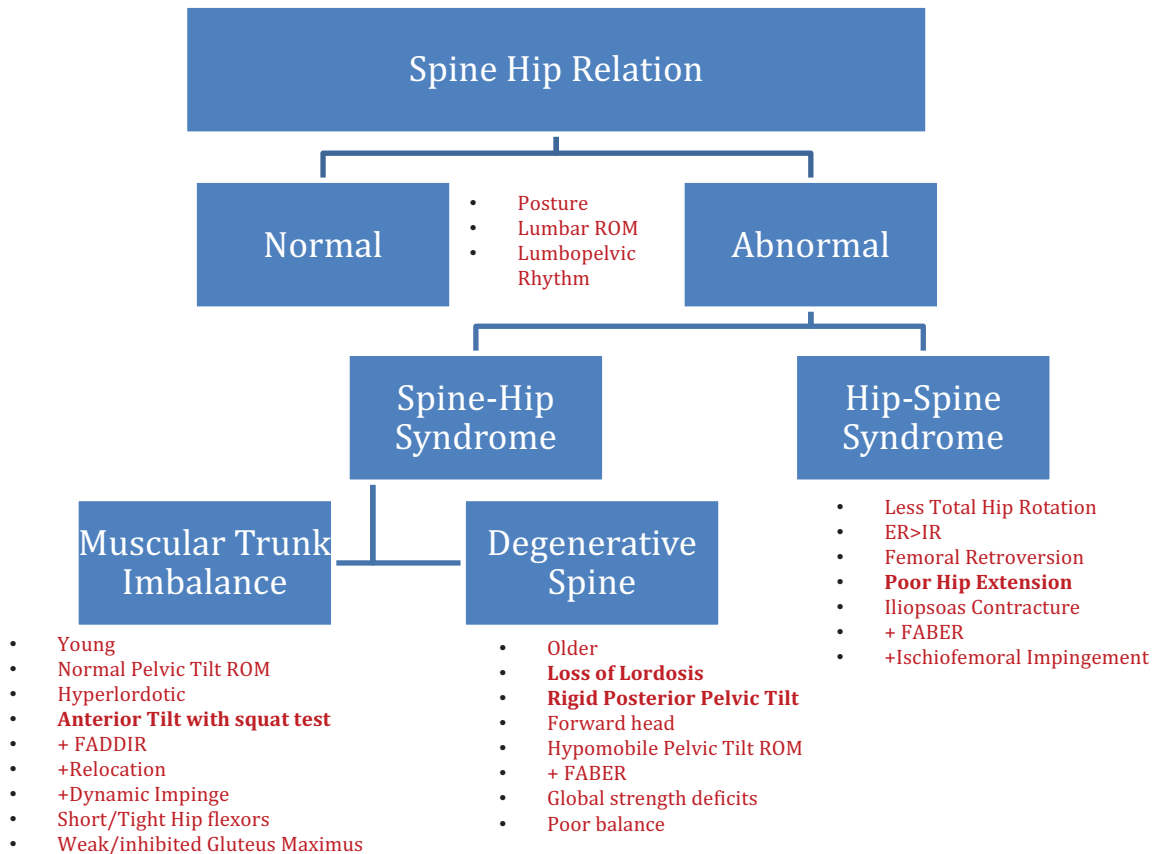 Spine Hip Relation
Normal
• Posture
• Lumbar ROM
• Lumbopelvic
Rhythm
Abnormal
Spine-Hip
Syndrome
Hip-Spine
Syndrome
Muscular Trunk
Imbalance
Degenerative
Spine
• Less Total Hip Rotation
• ER>IR
• Femoral Retroversion
• Poor Hip Extension
• Iliopsoas Contracture
• + FABER
• +Ischiofemoral Impingement
• Young
• Normal Pelvic Tilt ROM
• Hyperlordotic
• Anterior Tilt with squat test
• + FADDIR
• +Relocation
• +Dynamic Impinge
• Short/Tight Hip flexors
• Weak/inhibited Gluteus Maximus
• Older
• Loss of Lordosis
• Rigid Posterior Pelvic Tilt
• Forward head
• Hypomobile Pelvic Tilt ROM
• + FABER
• Global strength deficits
• Poor balance